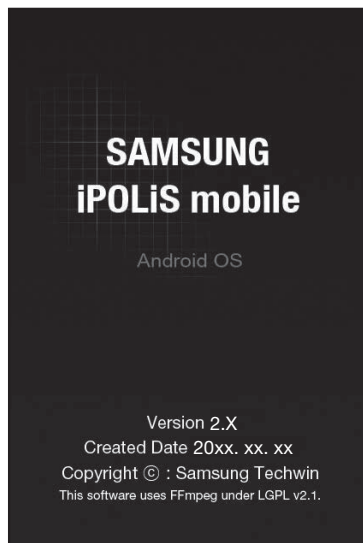 SAMSUNG
iPOLiS mobile
Android OS
Version 2.X
Created Date 20xx. xx. xx
Copyright ⓒ : Samsung Techwin
This software uses FFmpeg under LGPL v2.1.